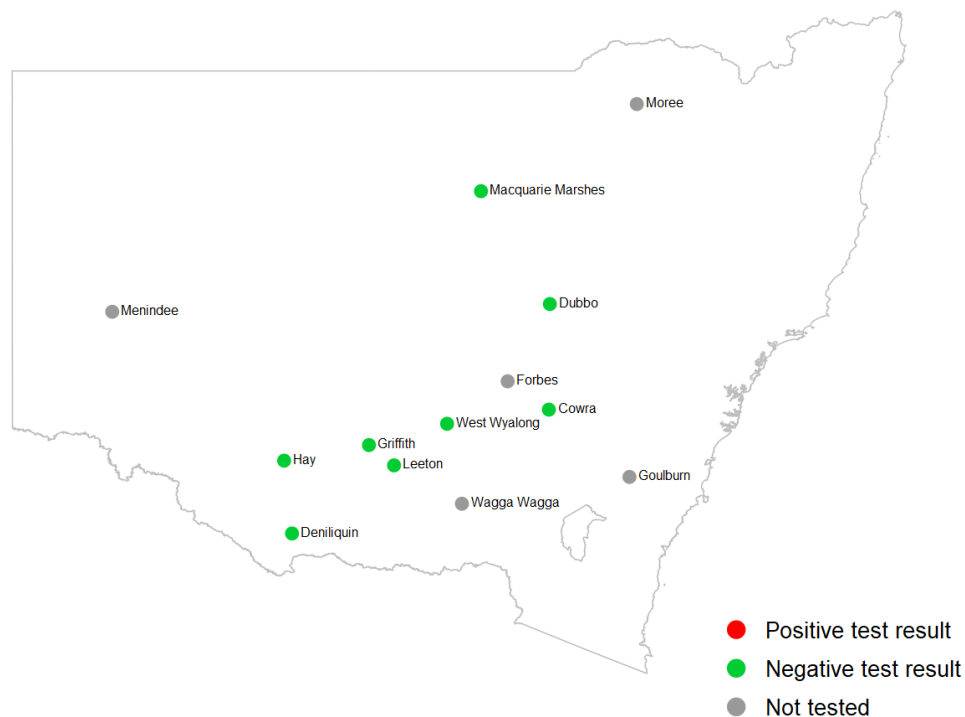 Moree
Macquarie Marshes
Dubbo
Menindee
Forbes
Cowra
West Wyalong
Griffith
Hay
Leeton
Goulburn
Wagga Wagga
Deniliquin
Positive test result
Negative test result
Not tested